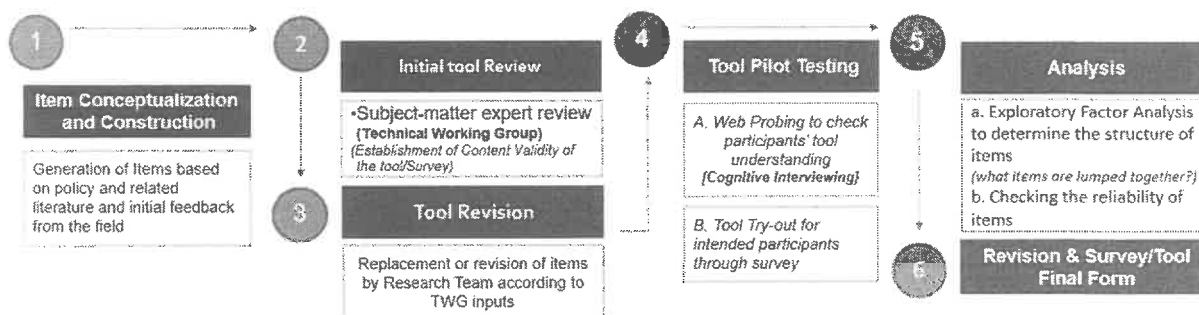 1
Item Conceptualization
and Construction
Generation of Items based
on policy and related
literature and initial feedback
from the field
2
Initial tool Review
•Subject-matter expert review
(Technical Working Group)
(Establishment of Content Validity of
the tool/Survey)
3
Tool Revision
Replacement or revision of items
by Research Team according to
TWG inputs
4
Tool Pilot Testing
A. Web Probing to check
participants' tool
understanding
[Cognitive Interviewing]
B. Tool Try-out for
intended participants
through survey
5
Analysis
a. Exploratory Factor Analysis
to determine the structure of
items
(what items are lumped together?)
b. Checking the reliability of
items
6
Revision & Survey/Tool
Final Form